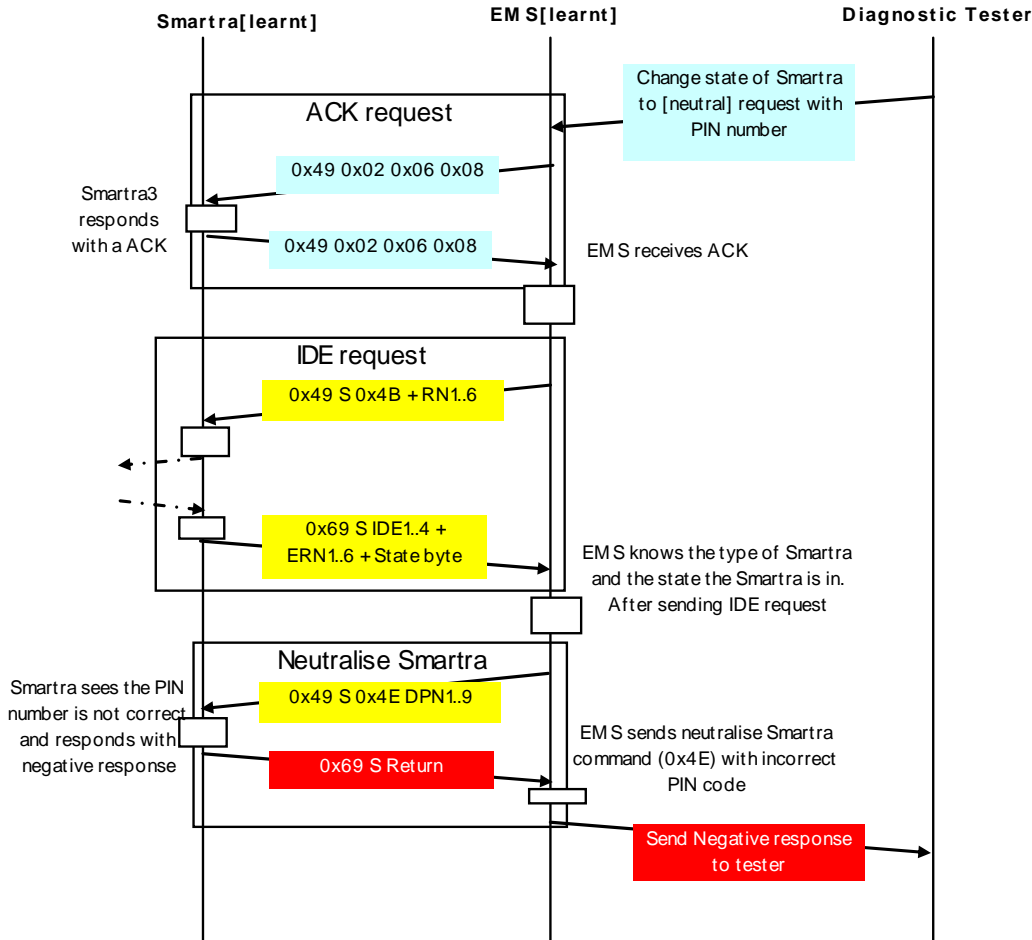 Smartra[learnt]
EMS[learnt]
Diagnostic Tester
Change state of Smartra
to [neutral] request with
PIN number
ACK request
0x49 0x02 0x06 0x08
Smartra3
responds
with a ACK
0x49 0x02 0x06 0x08
EMS receives ACK
IDE request
0x49 S 0x4B + RN1..6
0x69 S IDE1..4 +
ERN1..6 + State byte
EMS knows the type of Smartra
and the state the Smartra is in.
After sending IDE request
Neutralise Smartra
Smartra sees the PIN
number is not correct
and responds with
negative response
0x49 S 0x4E DPN1..9
EMS sends neutralise Smartra
command (0x4E) with incorrect
PIN code
0x69 S Return
Send Negative response
to tester